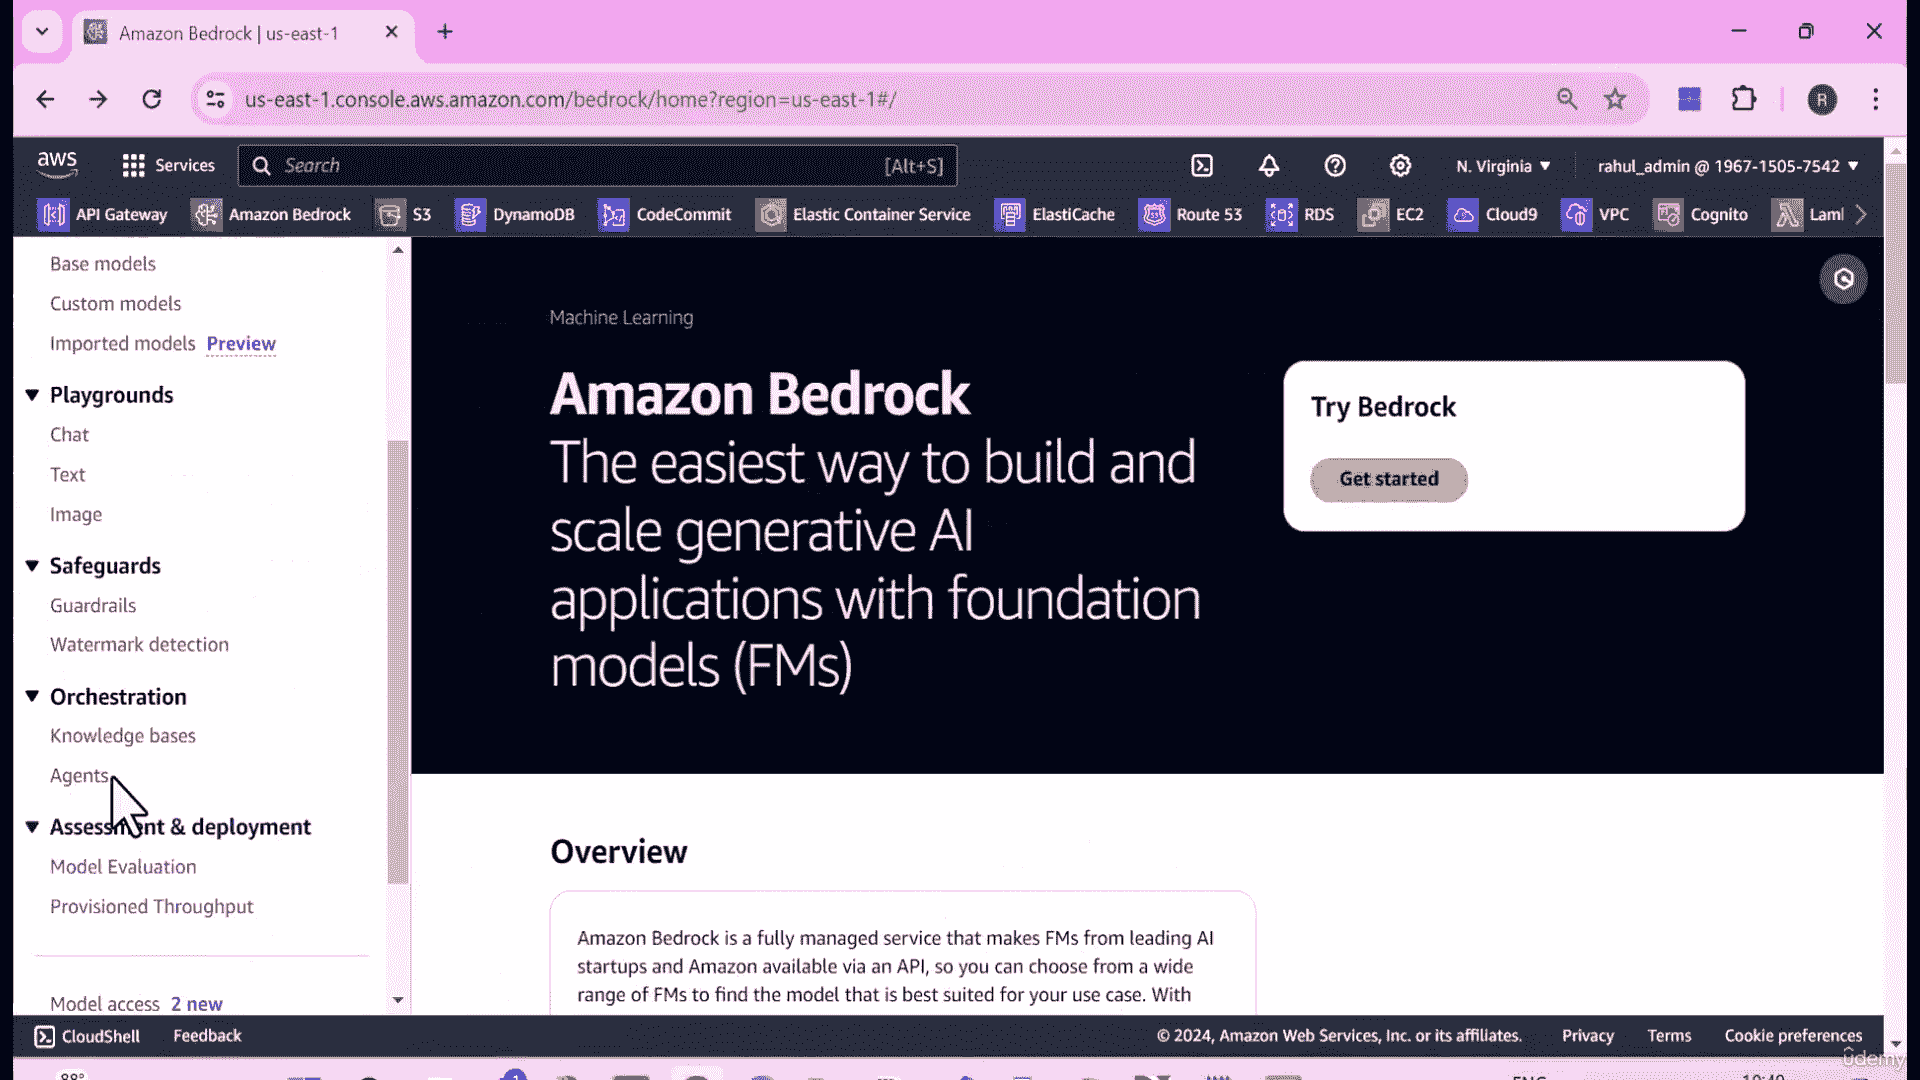 Amazon Bedrock | us-east-1
us-east-1.console.aws.amazon.com/bedrock/home?region=us-east-1#/
R
aws Services Search [Alt+S] N. Virginia rahul_admin @ 1967-1505-7542
API Gateway Amazon Bedrock S3 DynamoDB CodeCommit Elastic Container Service ElastiCache Route 53 RDS EC2 Cloud9 VPC Cognito Laml
Base models
Custom models
Imported models Preview
Playgrounds
Chat
Text
Image
Safeguards
Guardrails
Watermark detection
Orchestration
Knowledge bases
Agents
Assessment & deployment
Model Evaluation
Provisioned Throughput
Model access 2 new
Machine Learning
Amazon Bedrock
The easiest way to build and
scale generative AI
applications with foundation
models (FMs)
Try Bedrock
Get started
Overview
Amazon Bedrock is a fully managed service that makes FMs from leading AI
startups and Amazon available via an API, so you can choose from a wide
range of FMs to find the model that is best suited for your use case. With
CloudShell Feedback © 2024, Amazon Web Services, Inc. or its affiliates. Privacy Terms Cookie preferences
ûdemy